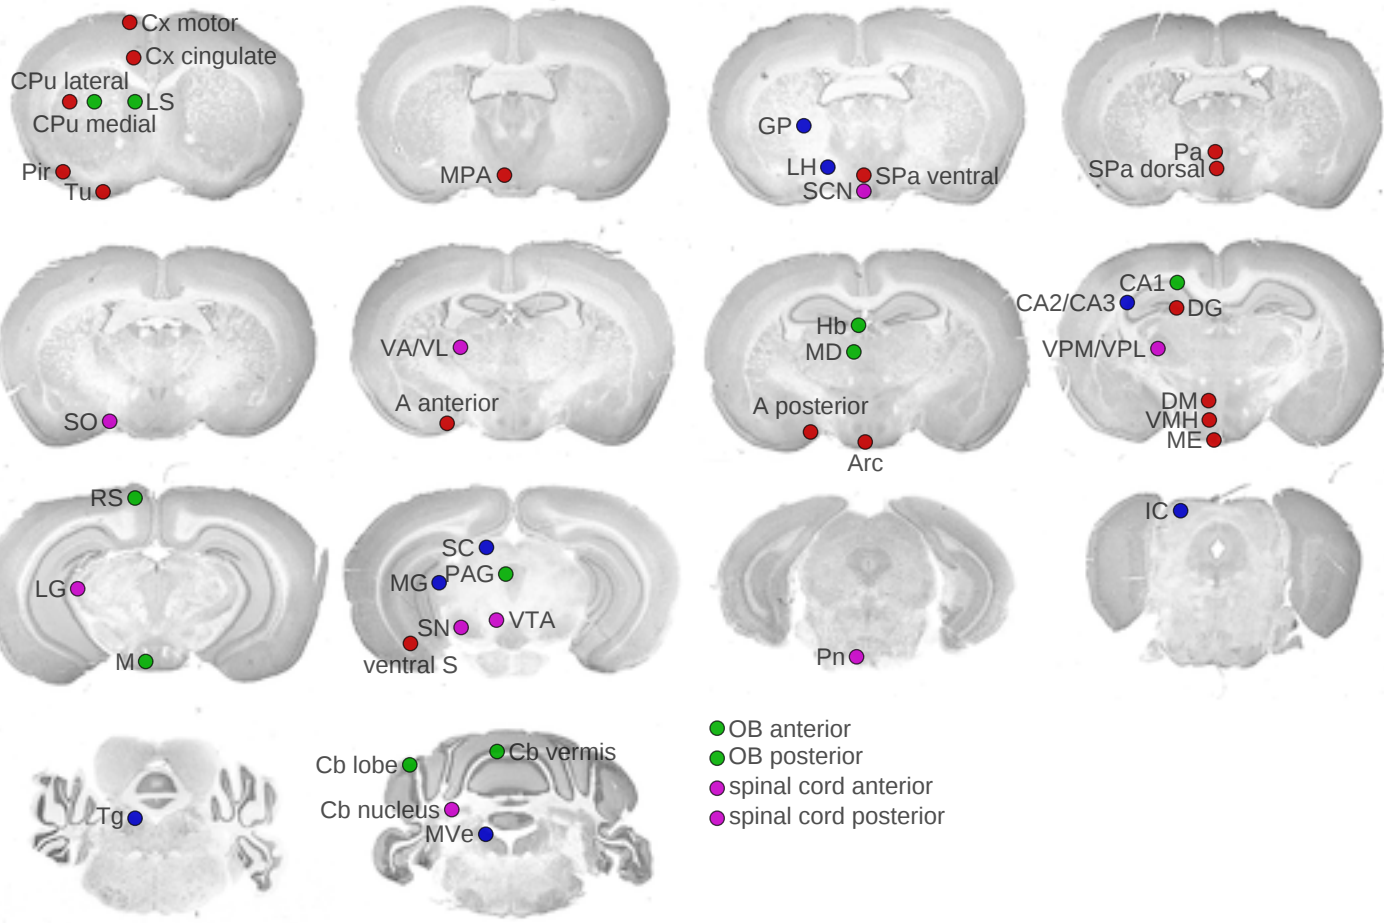 Cx motor
Cx cingulate
CPu lateral
LS
CPu medial
Pir
Tu
MPA
GP
LH
SPa ventral
SCN
Pa
SPa dorsal
SO
VA/VL
A anterior
Hb
MD
A posterior
Arc
CA1
CA2/CA3
DG
VPM/VPL
DM
VMH
ME
RS
LG
M
SC
MG
PAG
SN
VTA
ventral S
Pn
IC
Tg
Cb lobe
Cb vermis
Cb nucleus
MVe
OB anterior
OB posterior
spinal cord anterior
spinal cord posterior